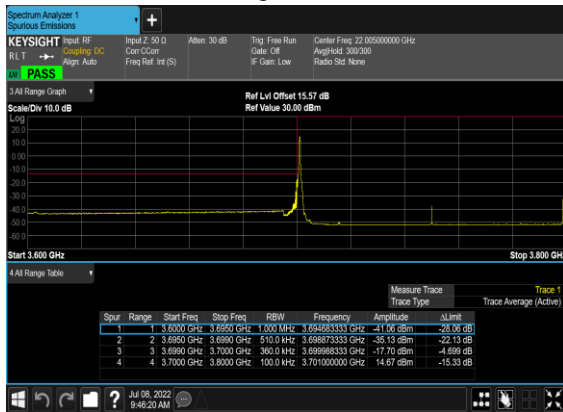 Spectrum Analyzer 1
Spurious Emissions
KEYSIGHT Input: RF Input Z: 50 Ω Atten: 30 dB Trig: Free Run Center Freq: 22.005000000 GHz
RLT Coupling: DC Corr CCorr Gate: Off Avg|Hold: 300/300
Align: Auto Freq Ref: Int (S) IF Gain: Low Radio Std: None
PASS
3 All Range Graph
Ref Lvl Offset 15.57 dB
Scale/Div 10.0 dB Ref Value 30.00 dBm
Log
20.0
10.0
0.00
-10.0
-20.0
-30.0
-40.0
-50.0
-60.0
Start 3.600 GHz Stop 3.800 GH
4 All Range Table
Measure Trace Trace 1
Trace Type Trace Average (Active)
Spur Range Start Freq Stop Freq RBW Frequency Amplitude ΔLimit
1 1 3.6000 GHz 3.6950 GHz 1.000 MHz 3.694683333 GHz -41.06 dBm -28.06 dB
2 2 3.6950 GHz 3.6990 GHz 510.0 kHz 3.698873333 GHz -35.13 dBm -22.13 dB
3 3 3.6990 GHz 3.7000 GHz 360.0 kHz 3.699988333 GHz -17.70 dBm -4.699 dB
4 4 3.7000 GHz 3.8000 GHz 100.0 kHz 3.701000000 GHz 14.67 dBm -15.33 dB
Jul 08, 2022
9:46:20 AM